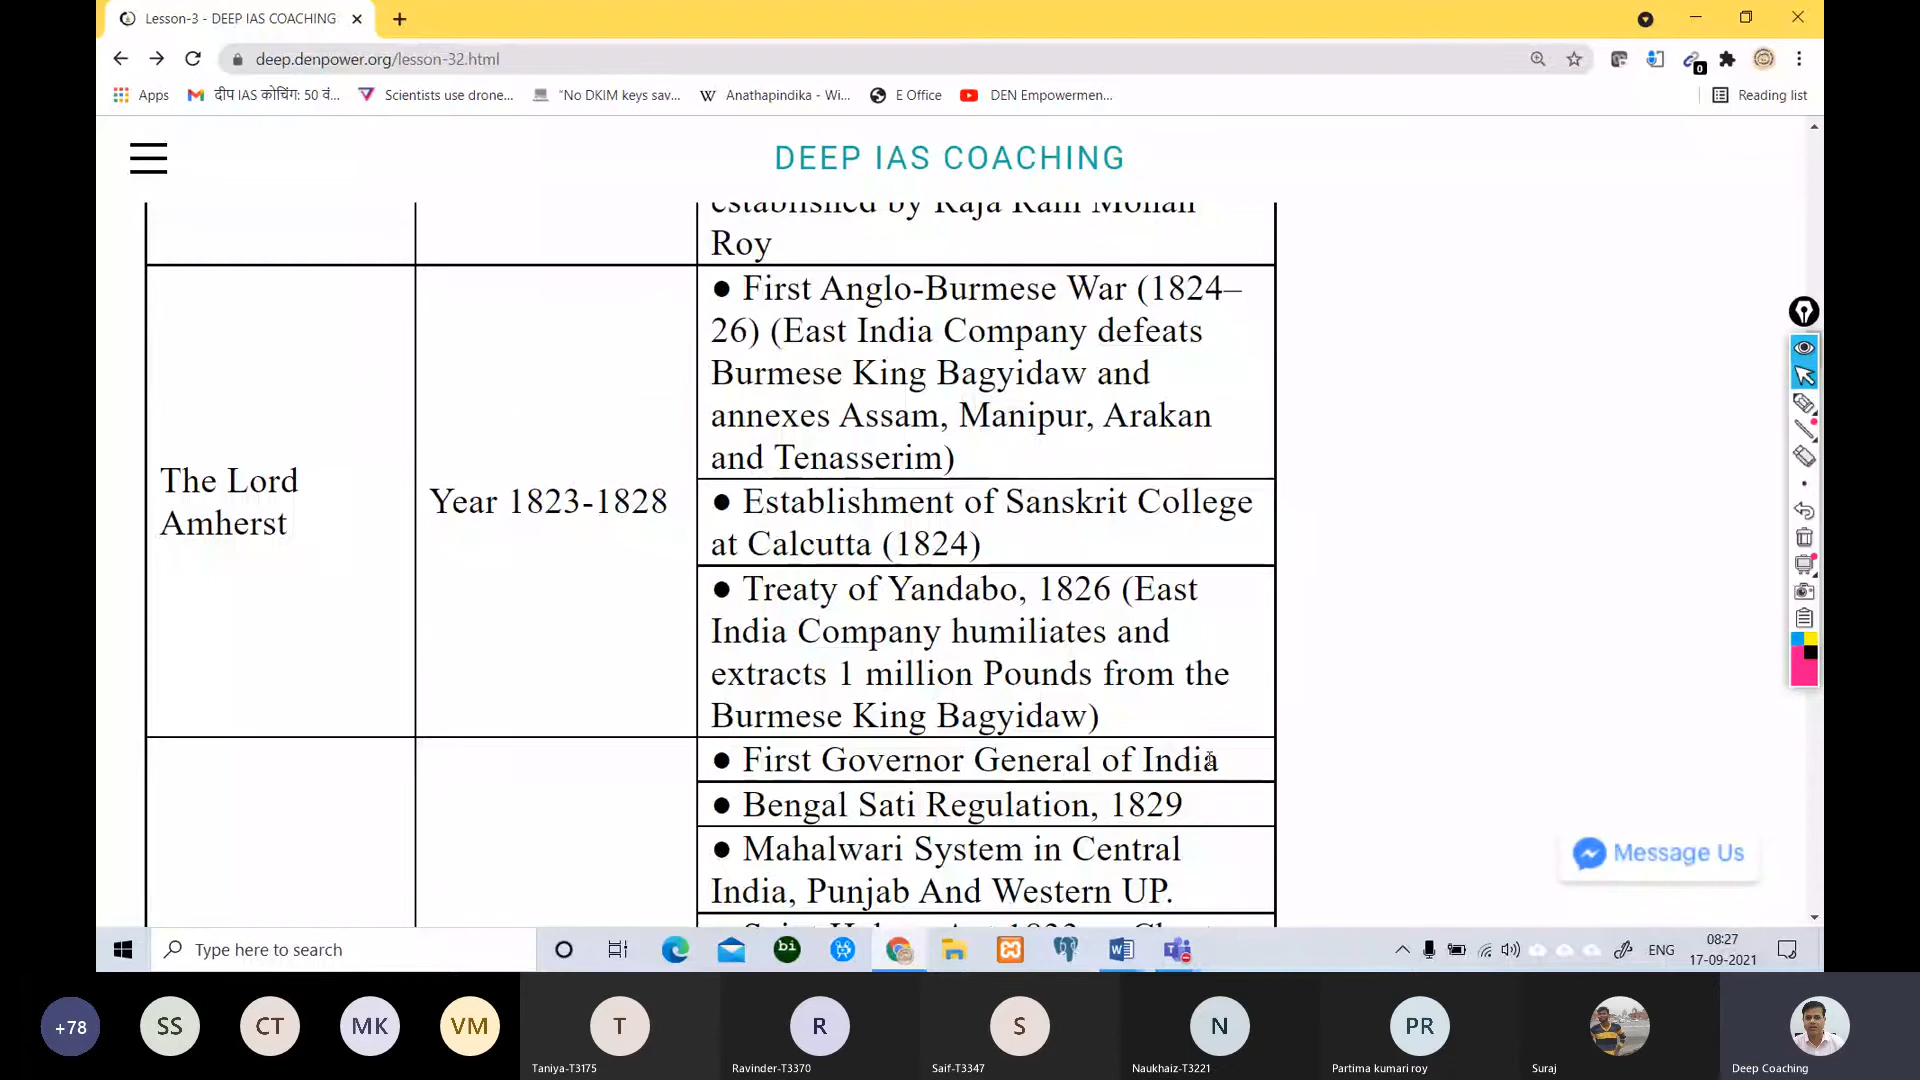 Lesson-3 - DEEP IAS COACHING
deep.denpower.org/lesson-32.html
0
Apps
दीप IAS कोचिंग: 50 वं...
Scientists use drone...
"No DKIM keys sav...
Anathapindika - Wi...
E Office
DEN Empowermen...
Reading list
DEEP IAS COACHING
established by Raja Ram Mohan
Roy
The Lord
Amherst
Year 1823-1828
● First Anglo-Burmese War (1824–
26) (East India Company defeats
Burmese King Bagyidaw and
annexes Assam, Manipur, Arakan
and Tenasserim)
● Establishment of Sanskrit College
at Calcutta (1824)
● Treaty of Yandabo, 1826 (East
India Company humiliates and
extracts 1 million Pounds from the
Burmese King Bagyidaw)
● First Governor General of India
● Bengal Sati Regulation, 1829
● Mahalwari System in Central
India, Punjab And Western UP.
Message Us
Type here to search
bi
ENG
08:27
17-09-2021
+78
SS
CT
MK
VM
T
Taniya-T3175
R
Ravinder-T3370
S
Saif-T3347
N
Naukhaiz-T3221
PR
Partima kumari roy
Suraj
Deep Coaching